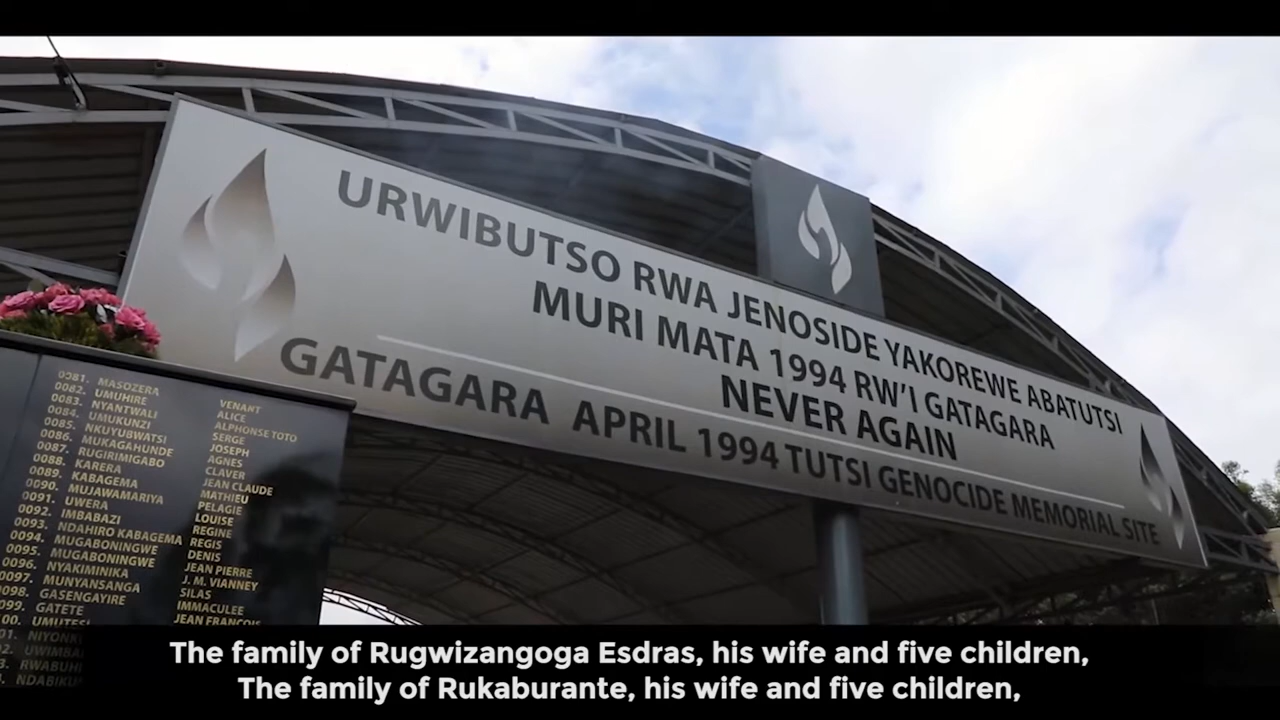 URWIBUTSO RWA JENOSIDE YAKOREWE ABATUTSI
MURI MATA 1994 RW'I GATAGARA
NEVER AGAIN
GATAGARA APRIL 1994 TUTSI GENOCIDE MEMORIAL SITE
0081. MASOZERA VENANT
0082. UMUHIRE ALICE
0083. NYANTWALI ALPHONSE TOTO
0084. UMUKUNZI SERGE
0085. NKUYUBWATSI JOSEPH
0086. MUKAGAHUNDE AGNES
0087. RUGIRIMIGABO CLAVER
0088. KARERA JEAN CLAUDE
0089. KABAGEMA MATHIEU
0090. MUJAWAMARIYA PELAGIE
0091. UWERA LOUISE
0092. IMBABAZI REGINE
0093. NDAHIRO KABAGEMA REGIS
0094. MUGABONINGWE DENIS
0095. MUGABONINGWE JEAN PIERRE
0096. NYAKIMINIKA J. M. VIANNEY
0097. MUNYANSANGA SILAS
098. GASENGAYIRE IMMACULEE
099. GATETE JEAN FRANCOIS
The family of Rugwizangoga Esdras, his wife and five children,
The family of Rukaburante, his wife and five children,